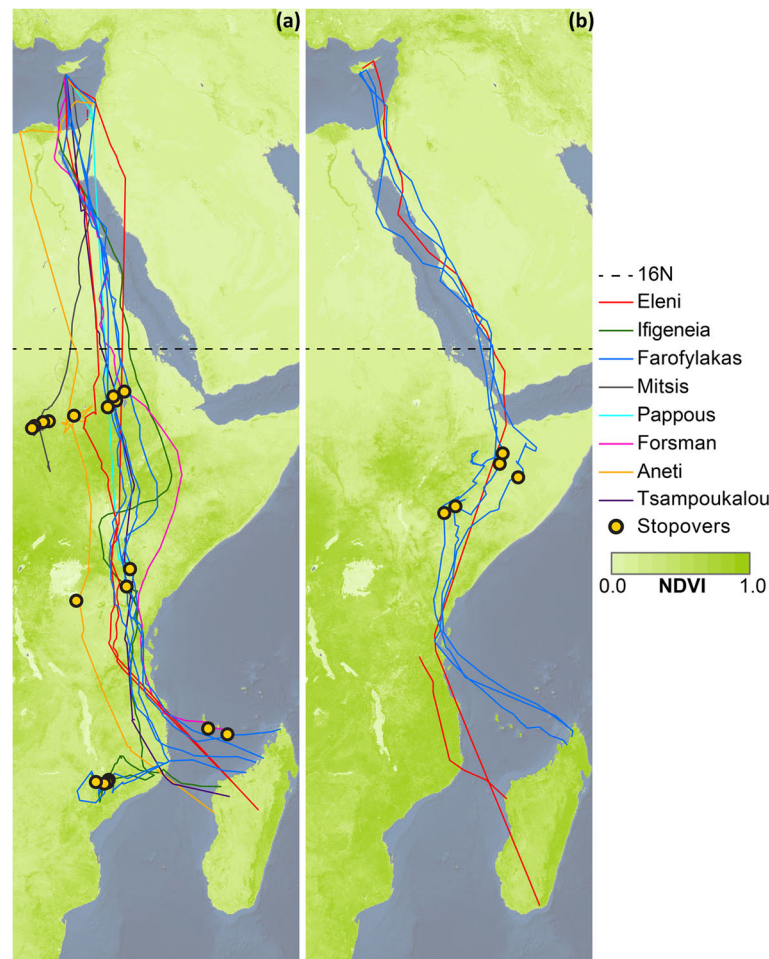 (a)
(b)
16N
Eleni
Ifigeneia
Farofylakas
Mitsis
Pappous
Forsman
Aneti
Tsampoukalou
Stopovers
0.0 NDVI 1.0